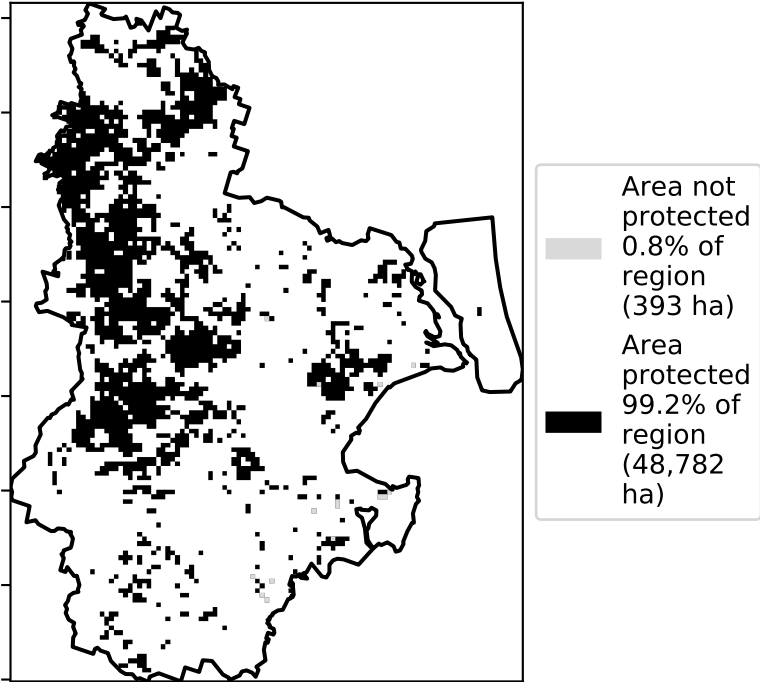 Area not
protected
0.8% of
region
(393 ha)
Area
protected
99.2% of
region
(48,782
ha)